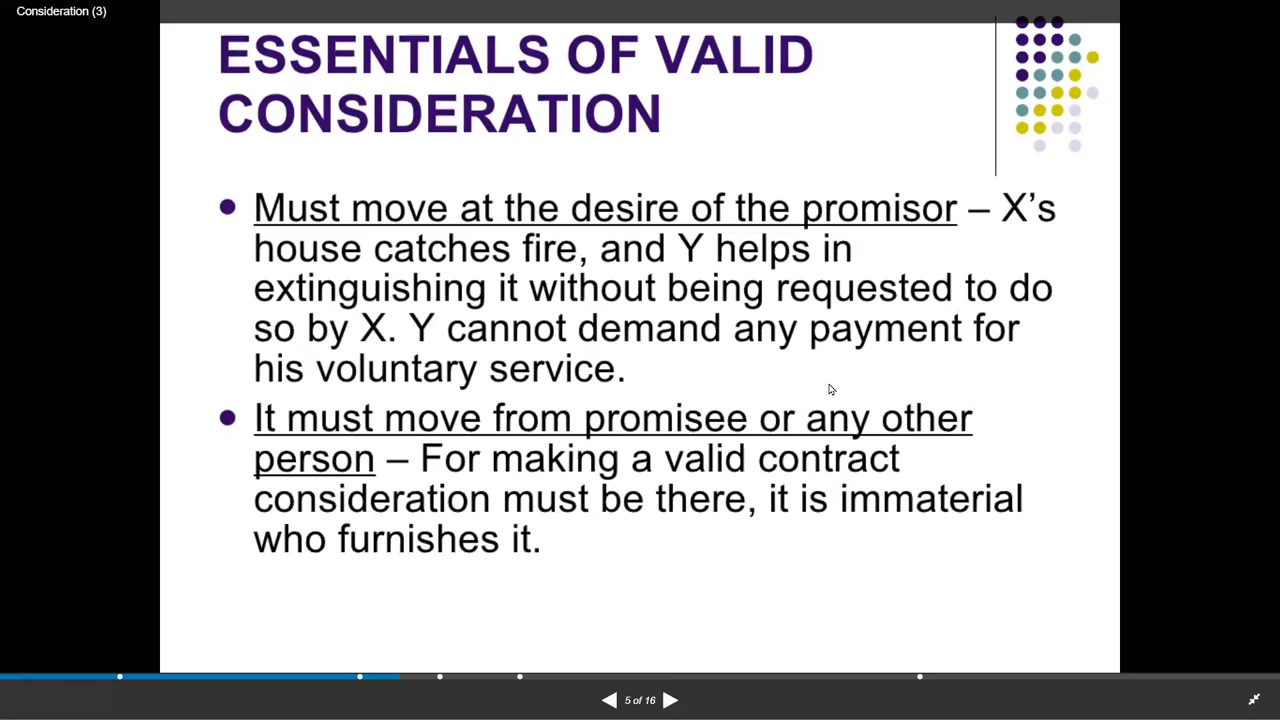 Consideration (3)
ESSENTIALS OF VALID
CONSIDERATION
Must move at the desire of the promisor – X’s
house catches fire, and Y helps in
extinguishing it without being requested to do
so by X. Y cannot demand any payment for
his voluntary service.
It must move from promisee or any other
person – For making a valid contract
consideration must be there, it is immaterial
who furnishes it.
5 of 16